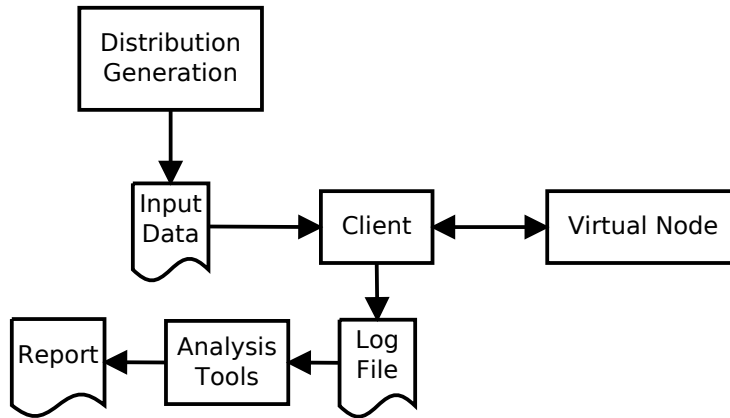 Distribution
Generation
Input
Data
Client
Virtual Node
Report
Analysis
Tools
Log
File